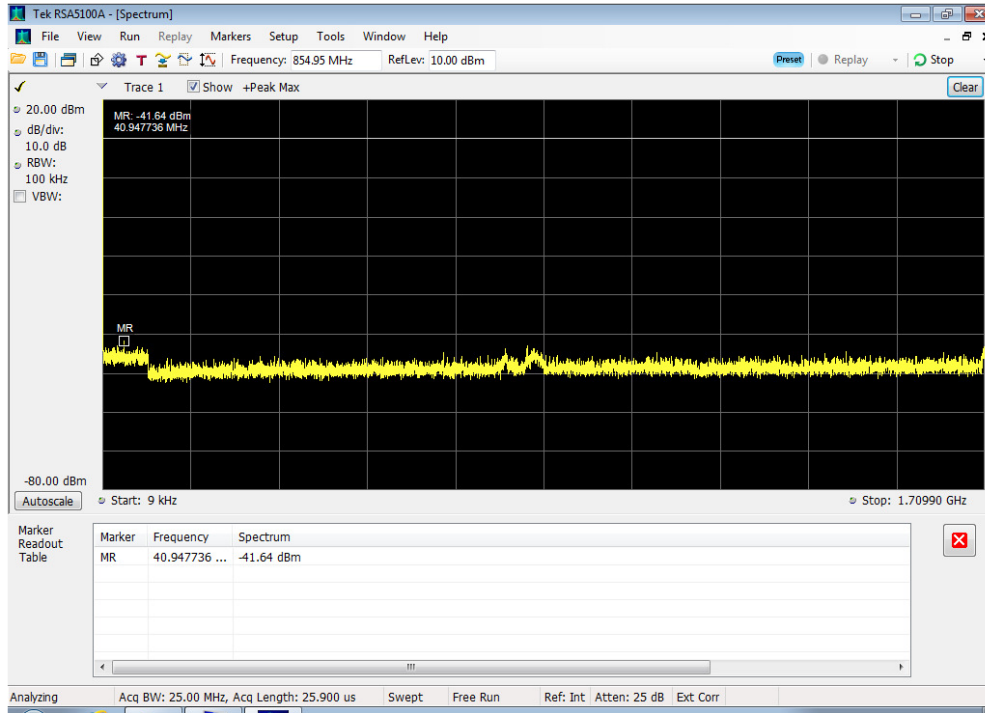 Tek RSA5100A - [Spectrum]
File View Run Replay Markers Setup Tools Window Help
T Frequency: 854.95 MHz RefLev: 10.00 dBm Preset Replay Stop
Trace 1 Show +Peak Max Clear
20.00 dBm
dB/div:
10.0 dB
RBW:
100 kHz
VBW:
MR: -41.64 dBm
40.947736 MHz
MR
-80.00 dBm
Autoscale Start: 9 kHz Stop: 1.70990 GHz
Marker
Readout
Table
Marker Frequency Spectrum
MR 40.947736 ... -41.64 dBm
Analyzing Acq BW: 25.00 MHz, Acq Length: 25.900 us Swept Free Run Ref: Int Atten: 25 dB Ext Corr